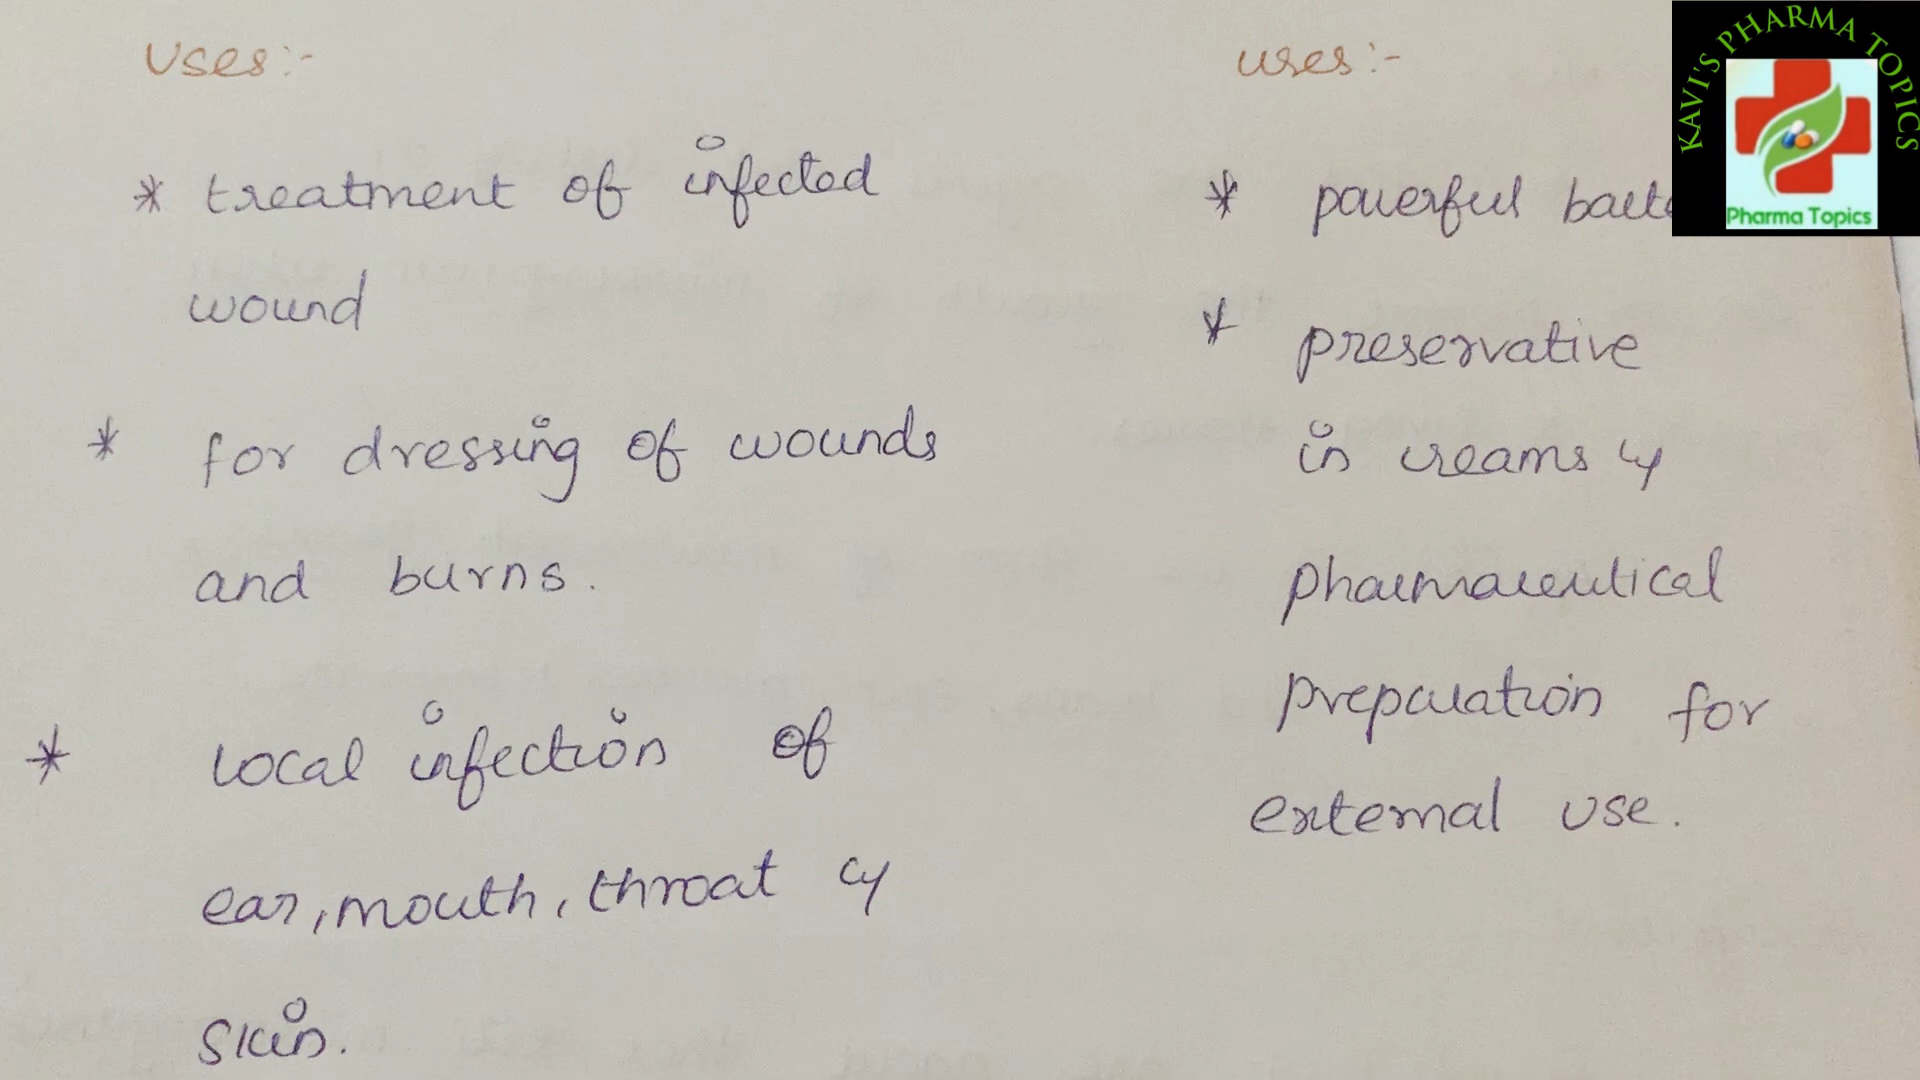 Uses:-
* treatment of infected
wound
* for dressing of wounds
and burns.
* local infection of
ear, mouth, throat &
skin.
uses:-
* powerful
* preservative
in creams &
pharmaceutical
preparation for
external use.
KAVI'S PHARMA TOPICS
Pharma Topics